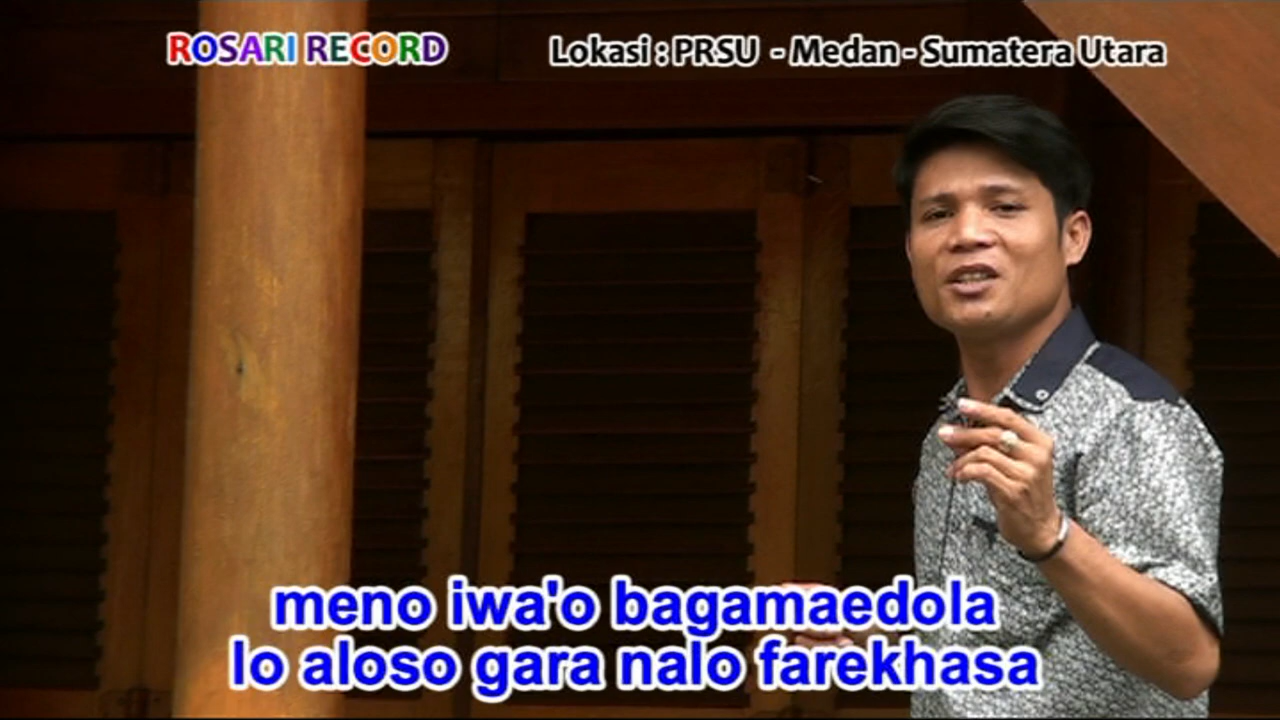 ROSARI RECORD
Lokasi : PRSU - Medan - Sumatera Utara
meno iwa'o bagamaedola
lo aloso gara nalo farekhasa